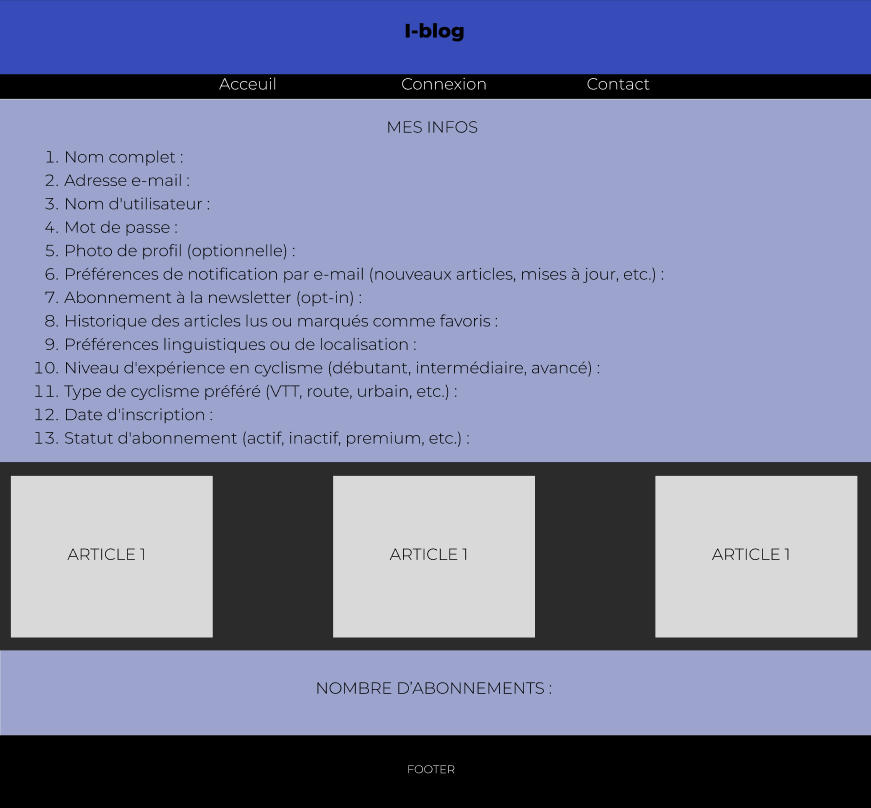 I-blog
Acceuil Connexion Contact
MES INFOS
1. Nom complet :
2. Adresse e-mail :
3. Nom d'utilisateur :
4. Mot de passe :
5. Photo de profil (optionnelle) :
6. Préférences de notification par e-mail (nouveaux articles, mises à jour, etc.) :
7. Abonnement à la newsletter (opt-in) :
8. Historique des articles lus ou marqués comme favoris :
9. Préférences linguistiques ou de localisation :
10. Niveau d'expérience en cyclisme (débutant, intermédiaire, avancé) :
11. Type de cyclisme préféré (VTT, route, urbain, etc.) :
12. Date d'inscription :
13. Statut d'abonnement (actif, inactif, premium, etc.) :
ARTICLE 1 ARTICLE 1 ARTICLE 1
NOMBRE D’ABONNEMENTS :
FOOTER